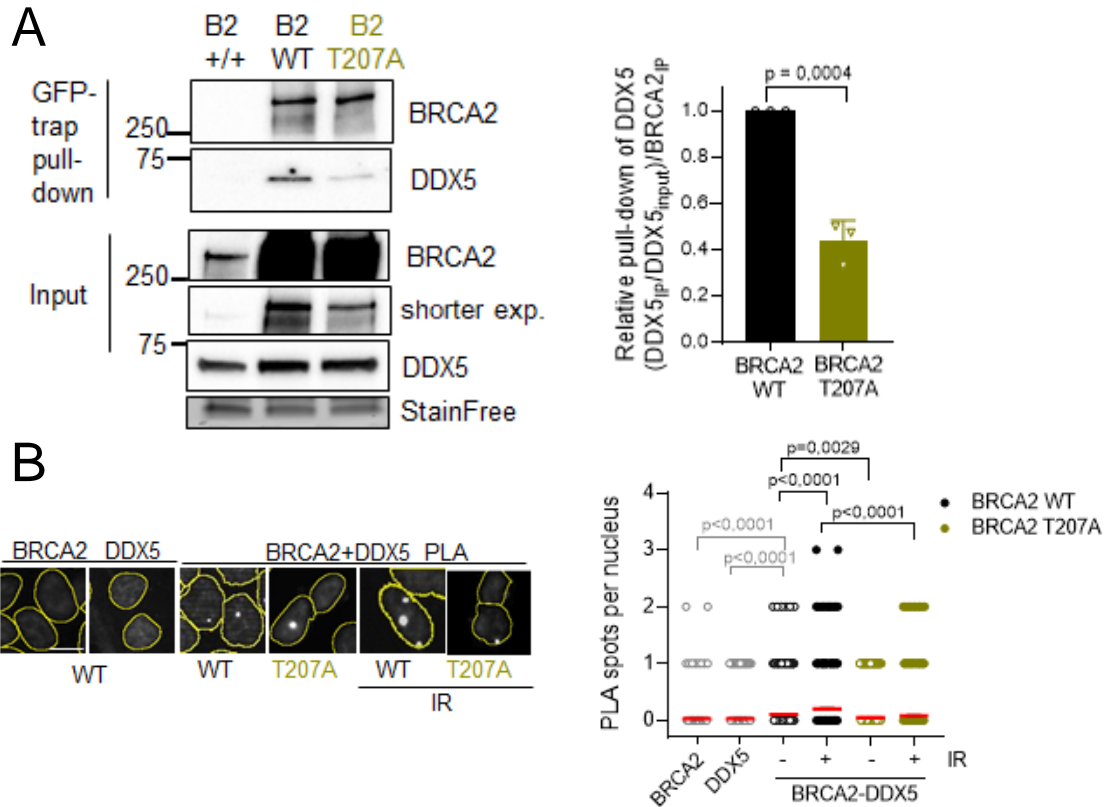 A
B2 B2 B2
+/+ WT T207A
GFP-
trap
pull-
down
250
BRCA2
75
DDX5
Input
BRCA2
250
shorter exp.
75
DDX5
StainFree
Relative pull-down of DDX5
(DDX5IP/DDX5input)/BRCA2IP
p = 0,0004
1.0
0.8
0.6
0.4
0.2
0.0
BRCA2 BRCA2
WT T207A
B
BRCA2 DDX5 BRCA2+DDX5 PLA
WT T207A WT T207A
WT
IR
PLA spots per nucleus
p=0,0029
p<0,0001
p<0,0001
p<0,0001
p<0,0001
4
3
2
1
0
BRCA2 WT
BRCA2 T207A
BRCA2 DDX5 - + - + IR
BRCA2-DDX5